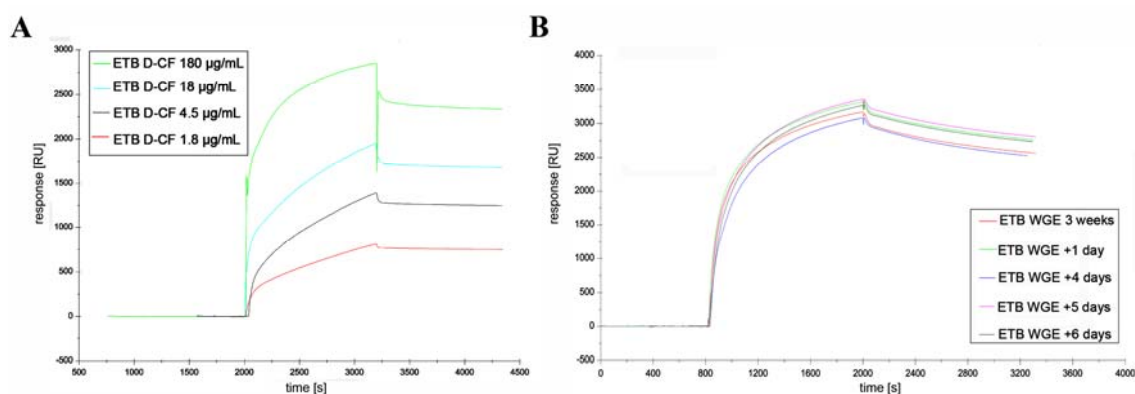 A
3000
2500
2000
1500
1000
500
0
-500
response [RU]
ETB D-CF 180 µg/mL
ETB D-CF 18 µg/mL
ETB D-CF 4.5 µg/mL
ETB D-CF 1.8 µg/mL
500 1000 1500 2000 2500 3000 3500 4000 4500
time [s]
B
4000
3500
3000
2500
2000
1500
1000
500
0
-500
response [RU]
ETB WGE 3 weeks
ETB WGE +1 day
ETB WGE +4 days
ETB WGE +5 days
ETB WGE +6 days
0 400 800 1200 1600 2000 2400 2800 3200 3600 4000
time [s]